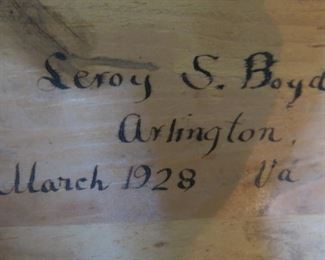 Leroy S. Boyd
Arlington,
March 1928 Va